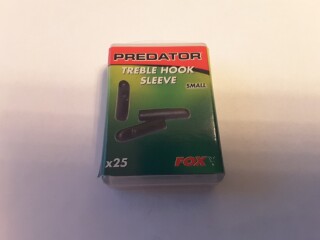 PREDATOR
TREBLE HOOK
SLEEVE
SMALL
x25
FOX